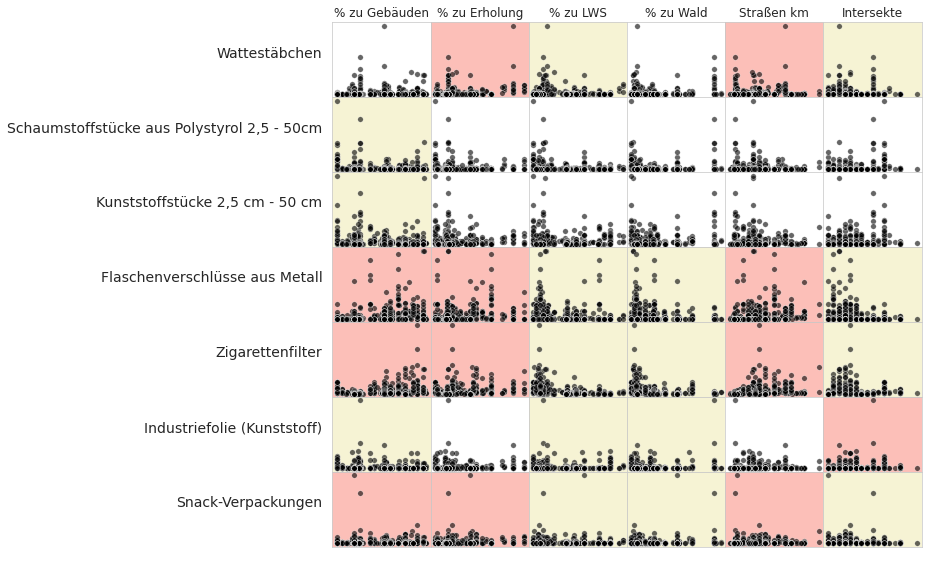 % zu Gebäuden % zu Erholung % zu LWS % zu Wald Straßen km Intersekte
Wattestäbchen
Schaumstoffstücke aus Polystyrol 2,5 - 50cm
Kunststoffstücke 2,5 cm - 50 cm
Flaschenverschlüsse aus Metall
Zigarettenfilter
Industriefolie (Kunststoff)
Snack-Verpackungen